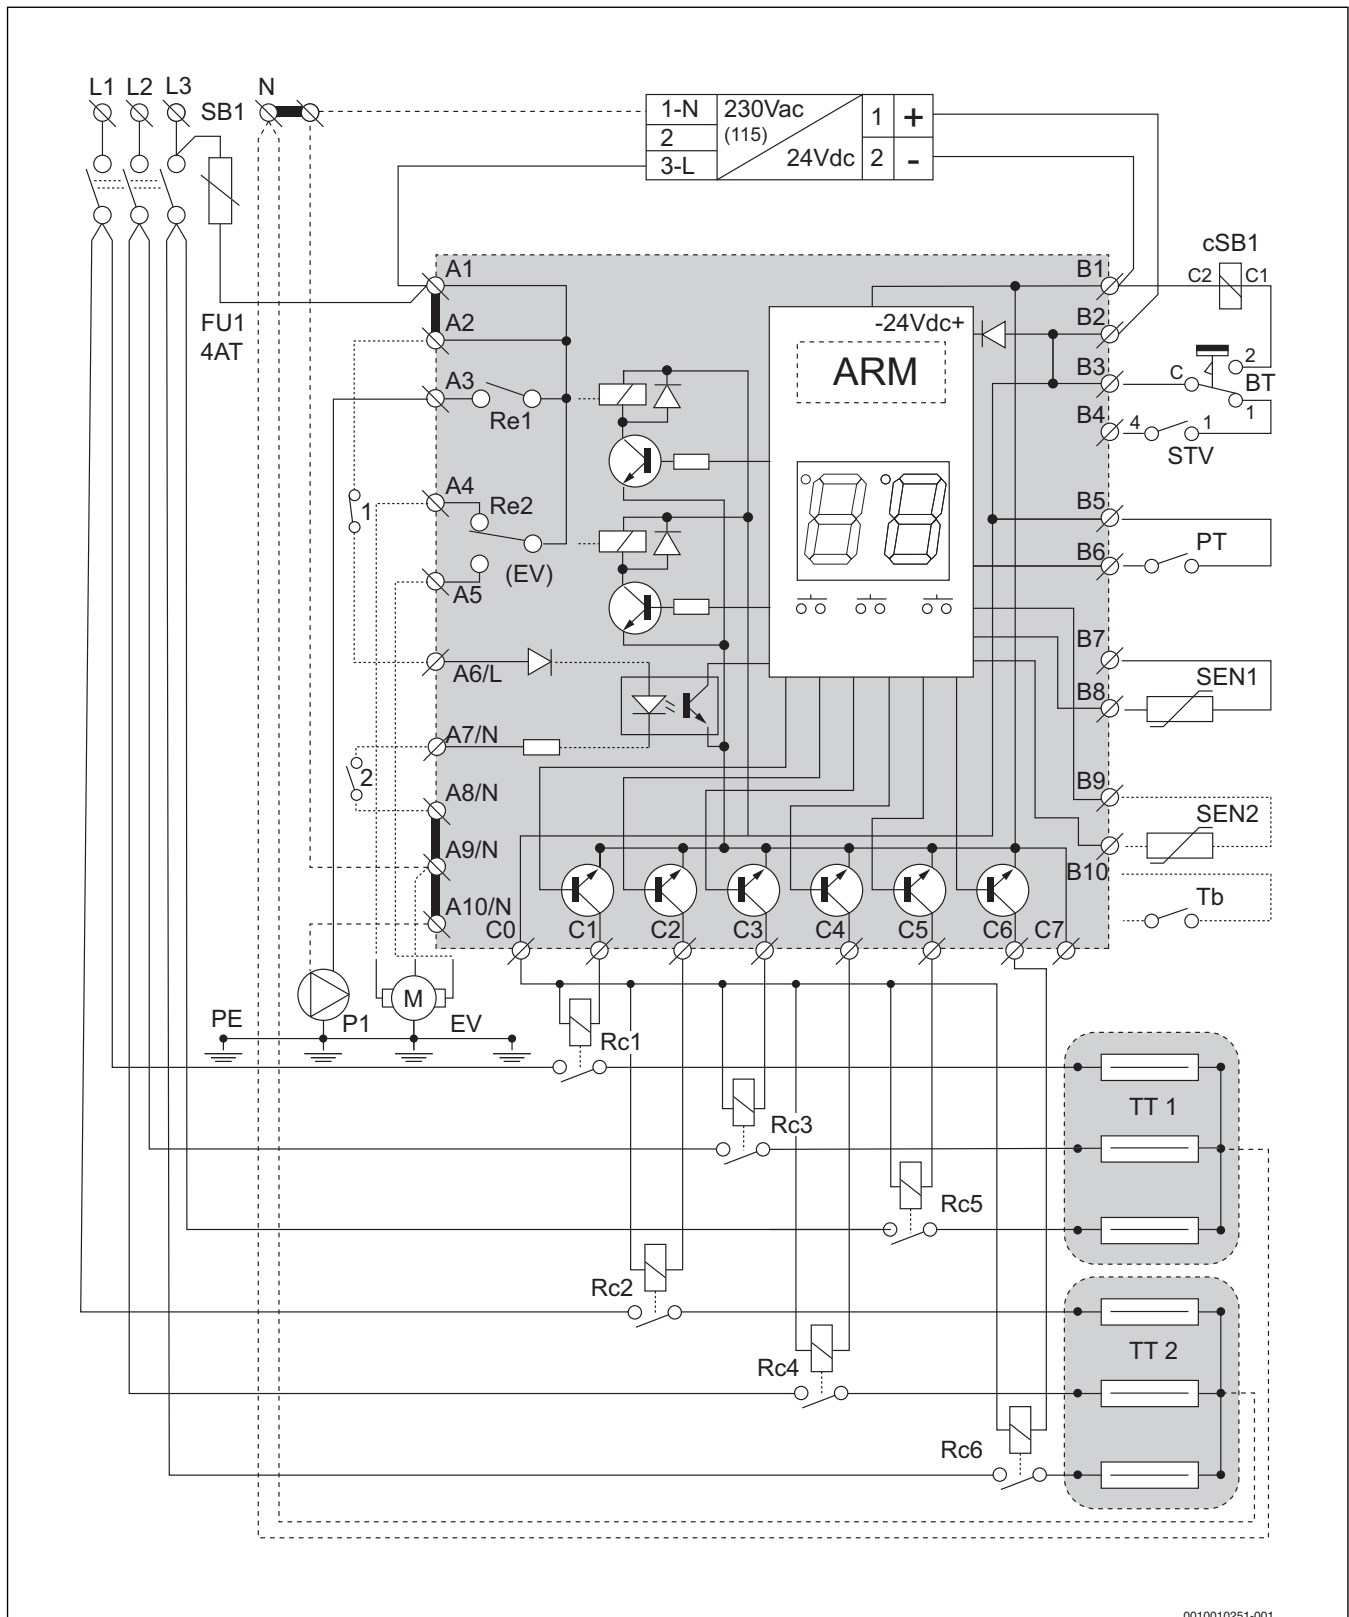 L1 L2 L3 SB1 N
1-N 230Vac 1 +
2 (115)
3-L 24Vdc 2 -
cSB1
C2 C1
A1 B1
FU1
4AT
A2 -24Vdc+ B2
ARM
A3 B3 C 2 BT
Re1 B4 4 1 1
STV
A4 Re2 B5
1 PT
(EV) B6
A5
B7
A6/L SEN1
B8
A7/N
2 B9
A8/N SEN2
A9/N B10
Tb
A10/N C0 C1 C2 C3 C4 C5 C6 C7
M
PE P1 EV
Rc1
TT 1
Rc3
Rc5
Rc2
TT 2
Rc4
Rc6
0010010251-001